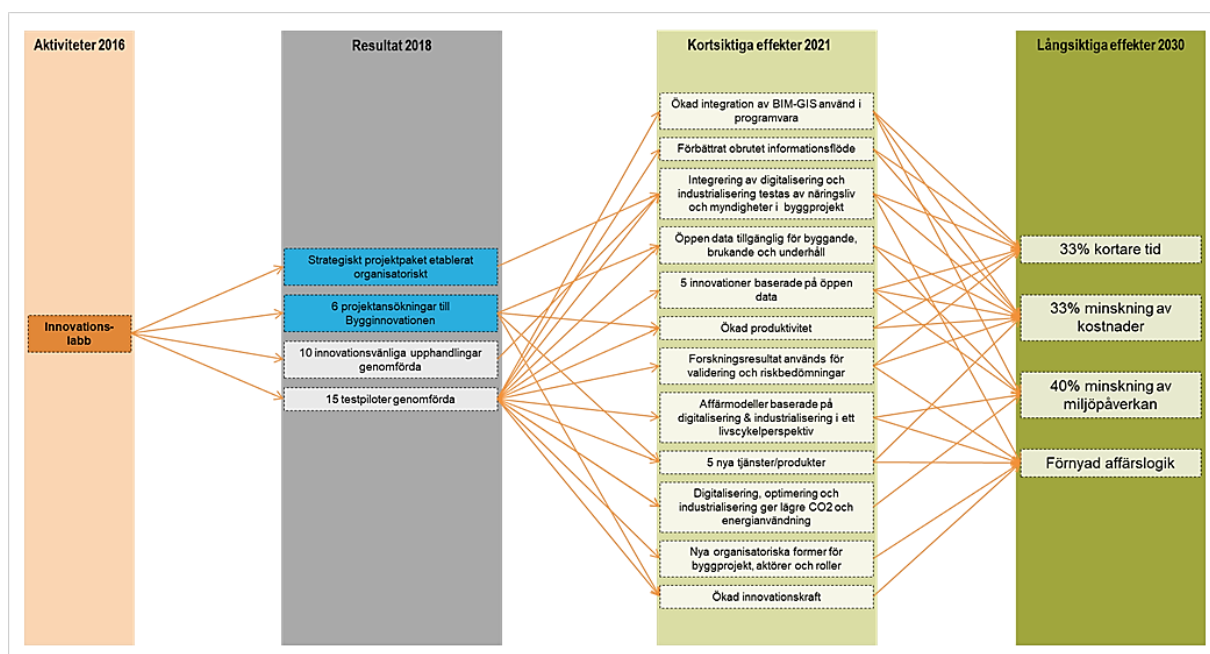 Aktiviteter 2016
Innovations-
labb
Resultat 2018
Strategiskt projektpaket etablerat
organisatoriskt
6 projektansökningar till
Bygginnovationen
10 innovationsvänliga upphandlingar
genomförda
15 testpiloter genomförda
Kortsiktiga effekter 2021
Ökad integration av BIM-GIS använd i
programvara
Förbättrat obrutet informationsflöde
Integrering av digitalisering och
industrialisering testas av näringsliv
och myndigheter i byggprojekt
Öppen data tillgänglig för byggande,
brukande och underhåll
5 innovationer baserade på öppen
data
Ökad produktivitet
Forskningsresultat används för
validering och riskbedömningar
Affärmodeller baserade på
digitalisering & industrialisering i ett
livscykelperspektiv
5 nya tjänster/produkter
Digitalisering, optimering och
industrialisering ger lägre CO2 och
energianvändning
Nya organisatoriska former för
byggprojekt, aktörer och roller
Ökad innovationskraft
Långsiktiga effekter 2030
33% kortare tid
33% minskning av
kostnader
40% minskning av
miljöpåverkan
Förnyad affärslogik